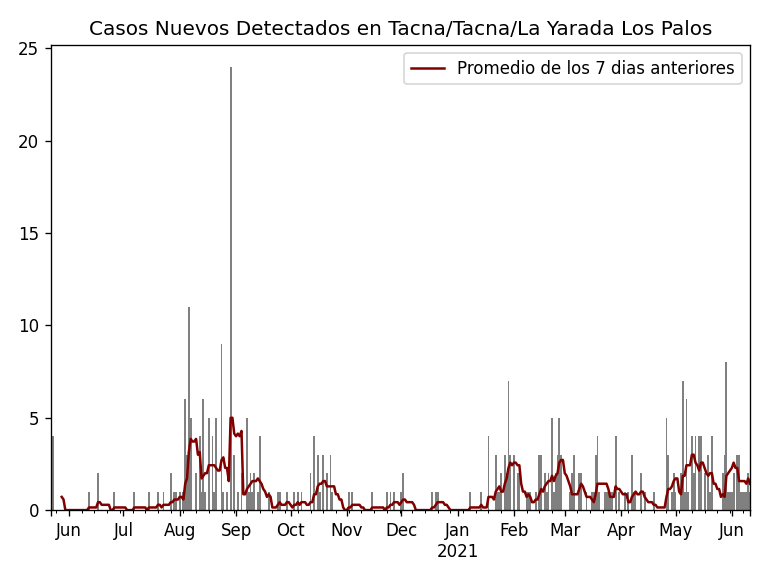 Casos Nuevos Detectados en Tacna/Tacna/La Yarada Los Palos
Promedio de los 7 dias anteriores
25
20
15
10
5
0
Jun Jul Aug Sep Oct Nov Dec Jan Feb Mar Apr May Jun
2021